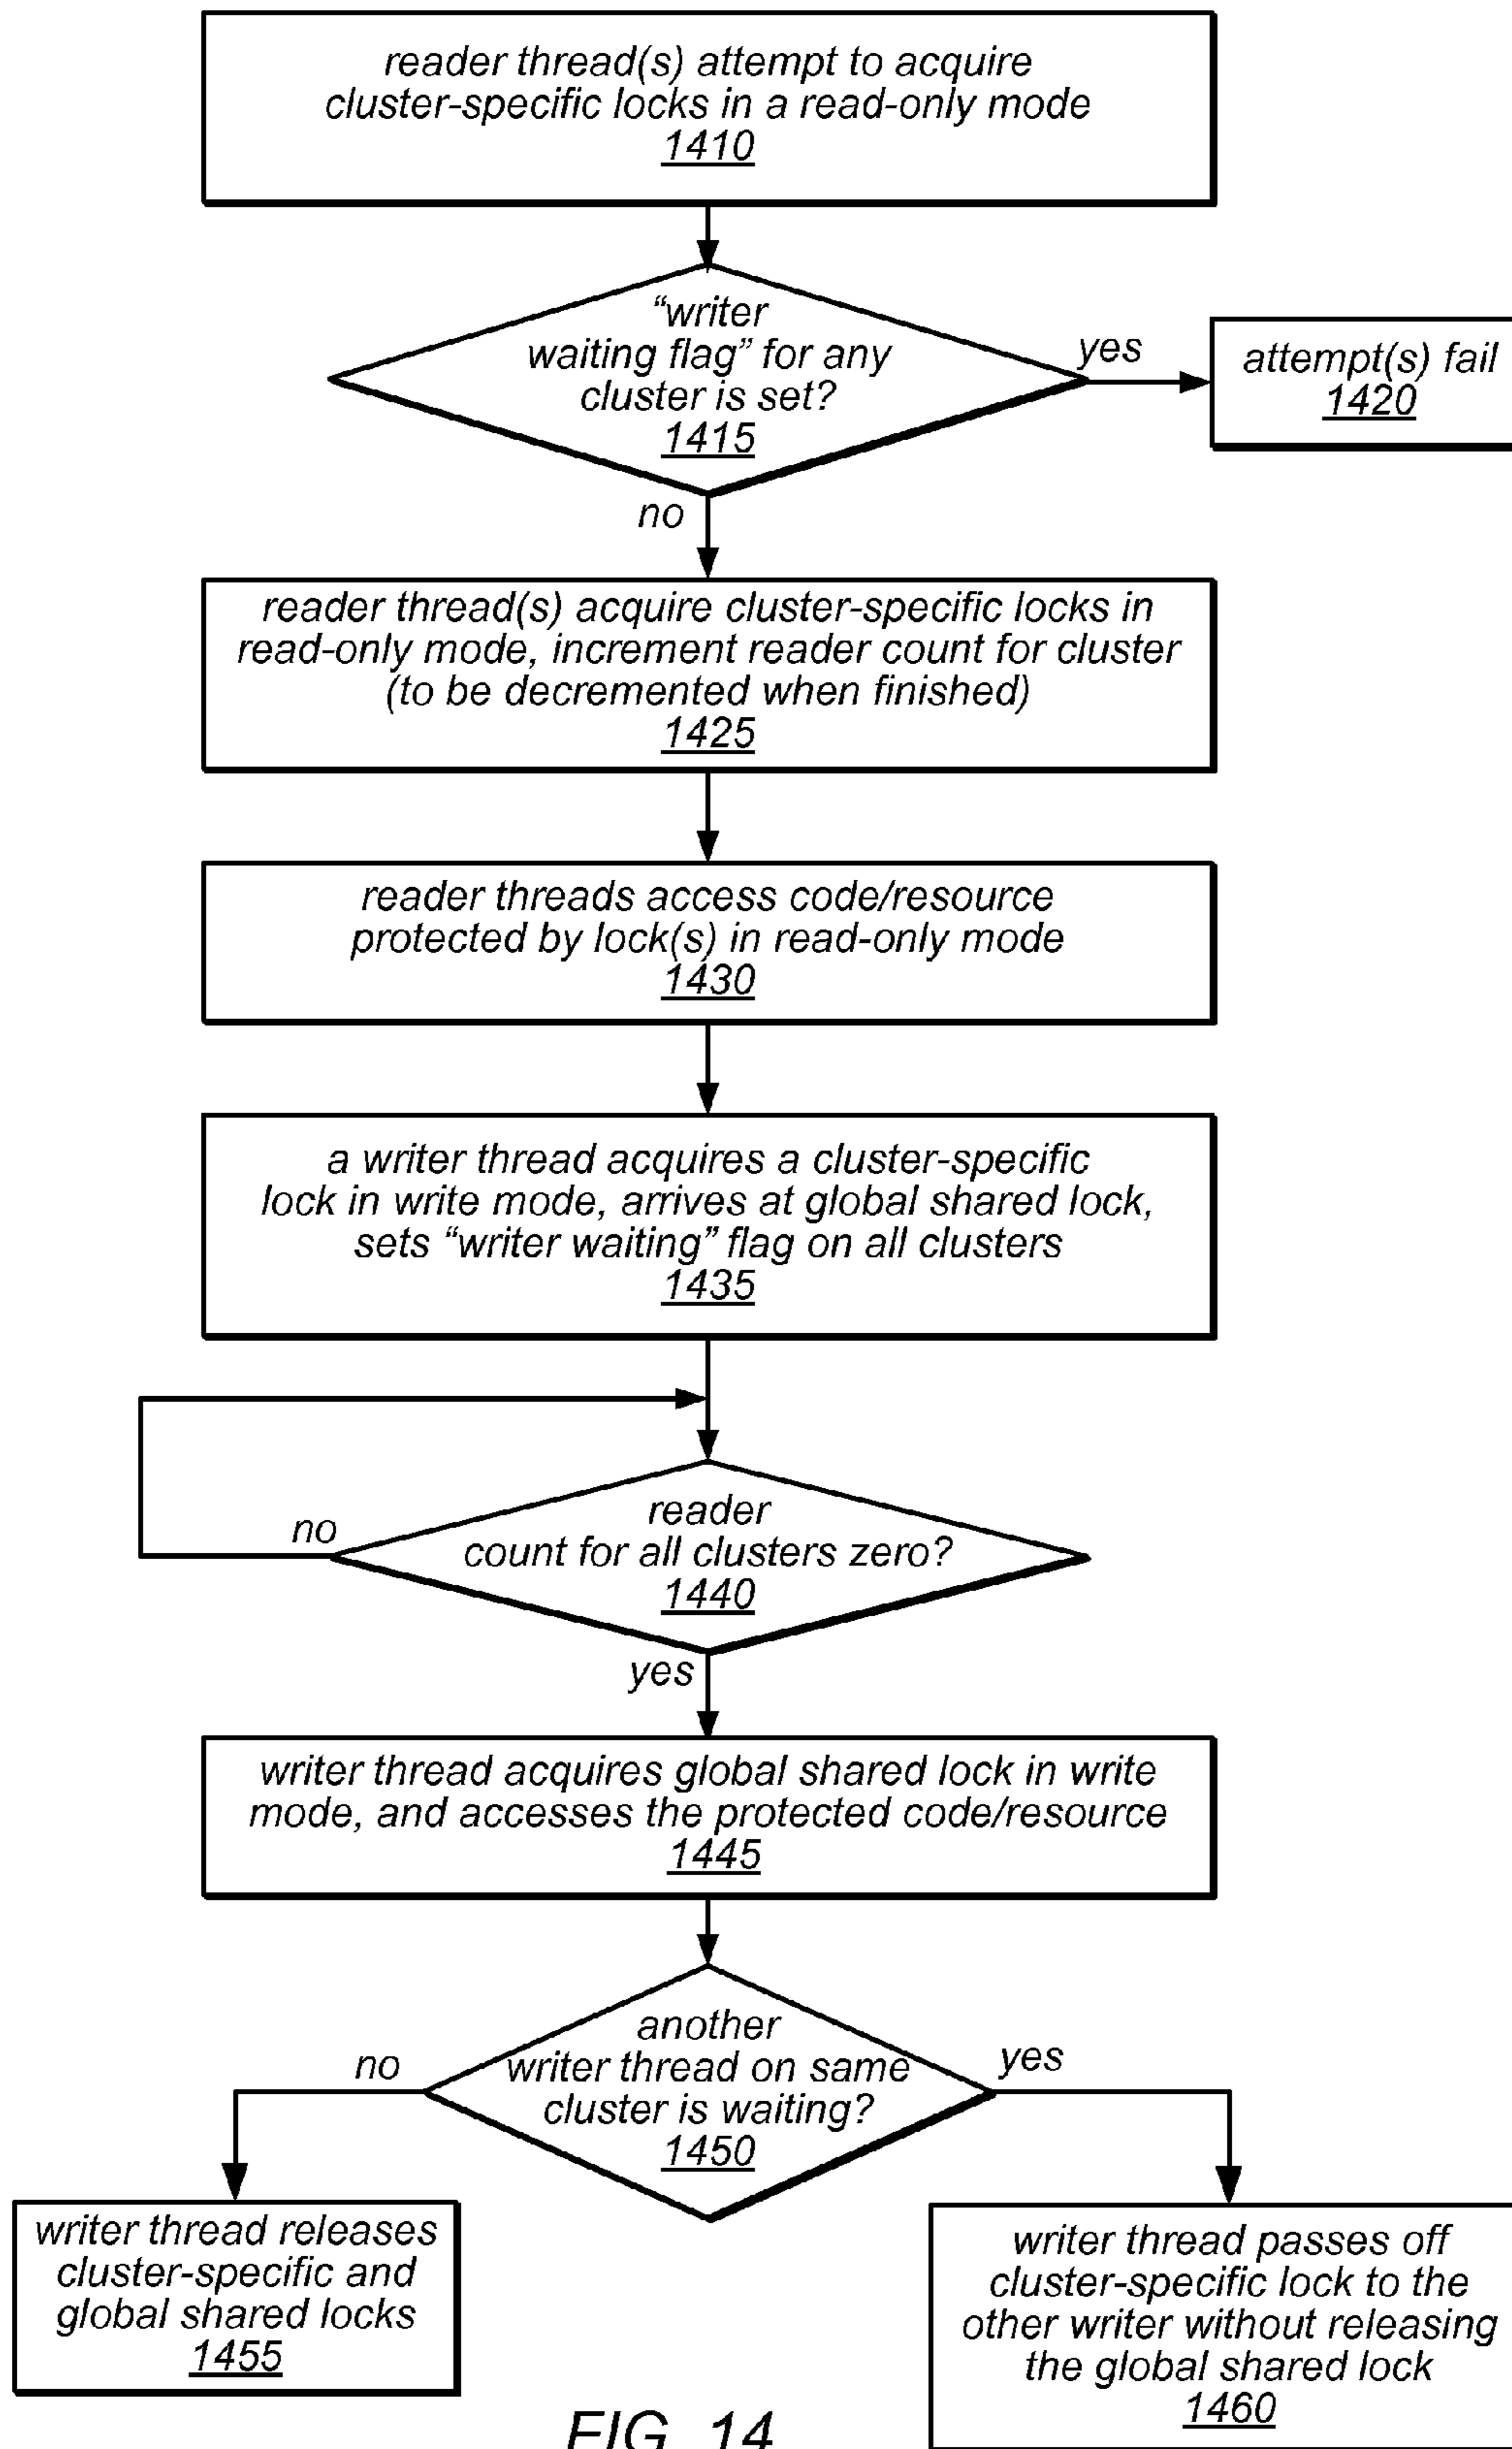 reader thread(s) attempt to acquire
cluster-specific locks in a read-only mode
1410
“writer
waiting flag” for any
cluster is set?
1415
yes
attempt(s) fail
1420
no
reader thread(s) acquire cluster-specific locks in
read-only mode, increment reader count for cluster
(to be decremented when finished)
1425
reader threads access code/resource
protected by lock(s) in read-only mode
1430
a writer thread acquires a cluster-specific
lock in write mode, arrives at global shared lock,
sets “writer waiting” flag on all clusters
1435
no
reader
count for all clusters zero?
1440
yes
writer thread acquires global shared lock in write
mode, and accesses the protected code/resource
1445
no
another
writer thread on same
cluster is waiting?
1450
yes
writer thread releases
cluster-specific and
global shared locks
1455
writer thread passes off
cluster-specific lock to the
other writer without releasing
the global shared lock
1460
FIG. 14